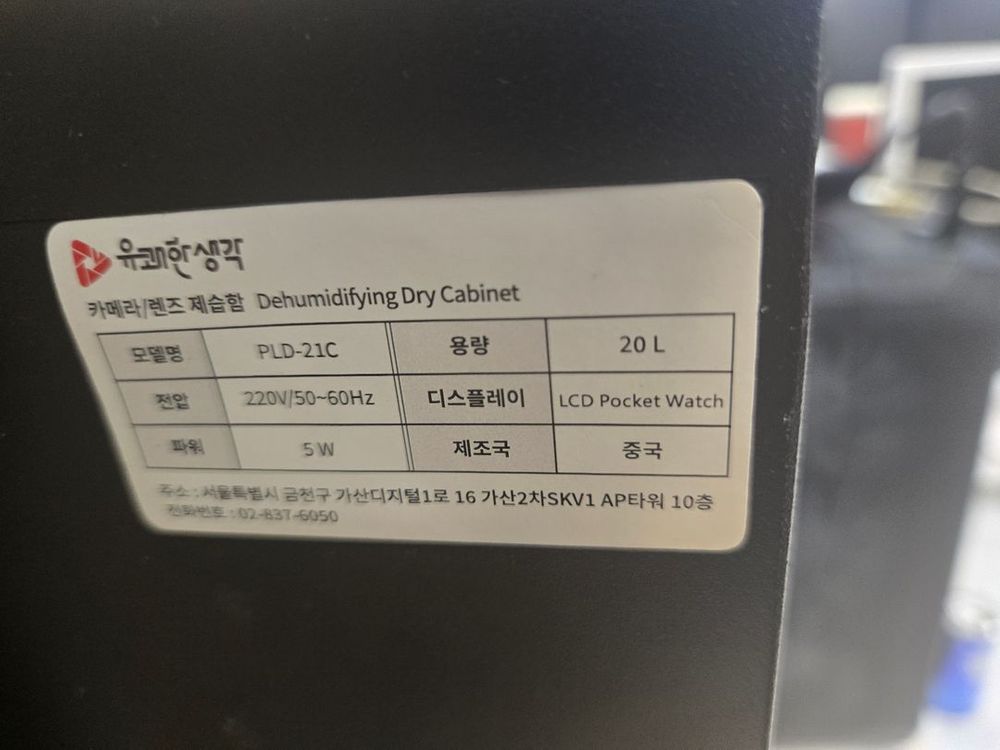 유쾌한생각
카메라/렌즈 제습함 Dehumidifying Dry Cabinet
모델명 PLD-21C 용량 20 L
전압 220V/50~60Hz 디스플레이 LCD Pocket Watch
파워 5 W 제조국 중국
주소 : 서울특별시 금천구 가산디지털1로 16 가산2차SKV1 AP타워 10층
전화번호 : 02-837-6050